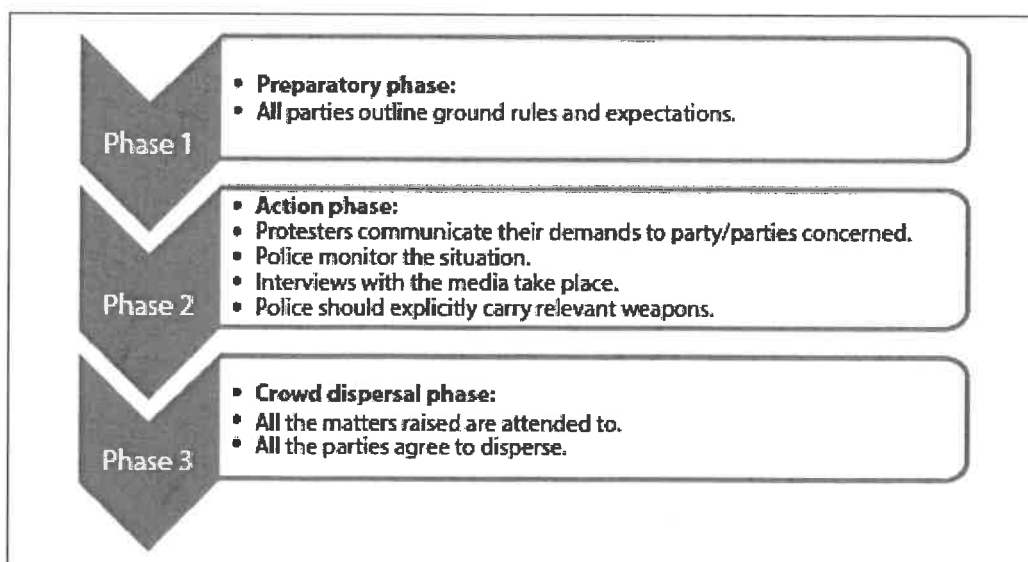 Phase 1
• Preparatory phase:
• All parties outline ground rules and expectations.
Phase 2
• Action phase:
• Protesters communicate their demands to party/parties concerned.
• Police monitor the situation.
• Interviews with the media take place.
• Police should explicitly carry relevant weapons.
Phase 3
• Crowd dispersal phase:
• All the matters raised are attended to.
• All the parties agree to disperse.